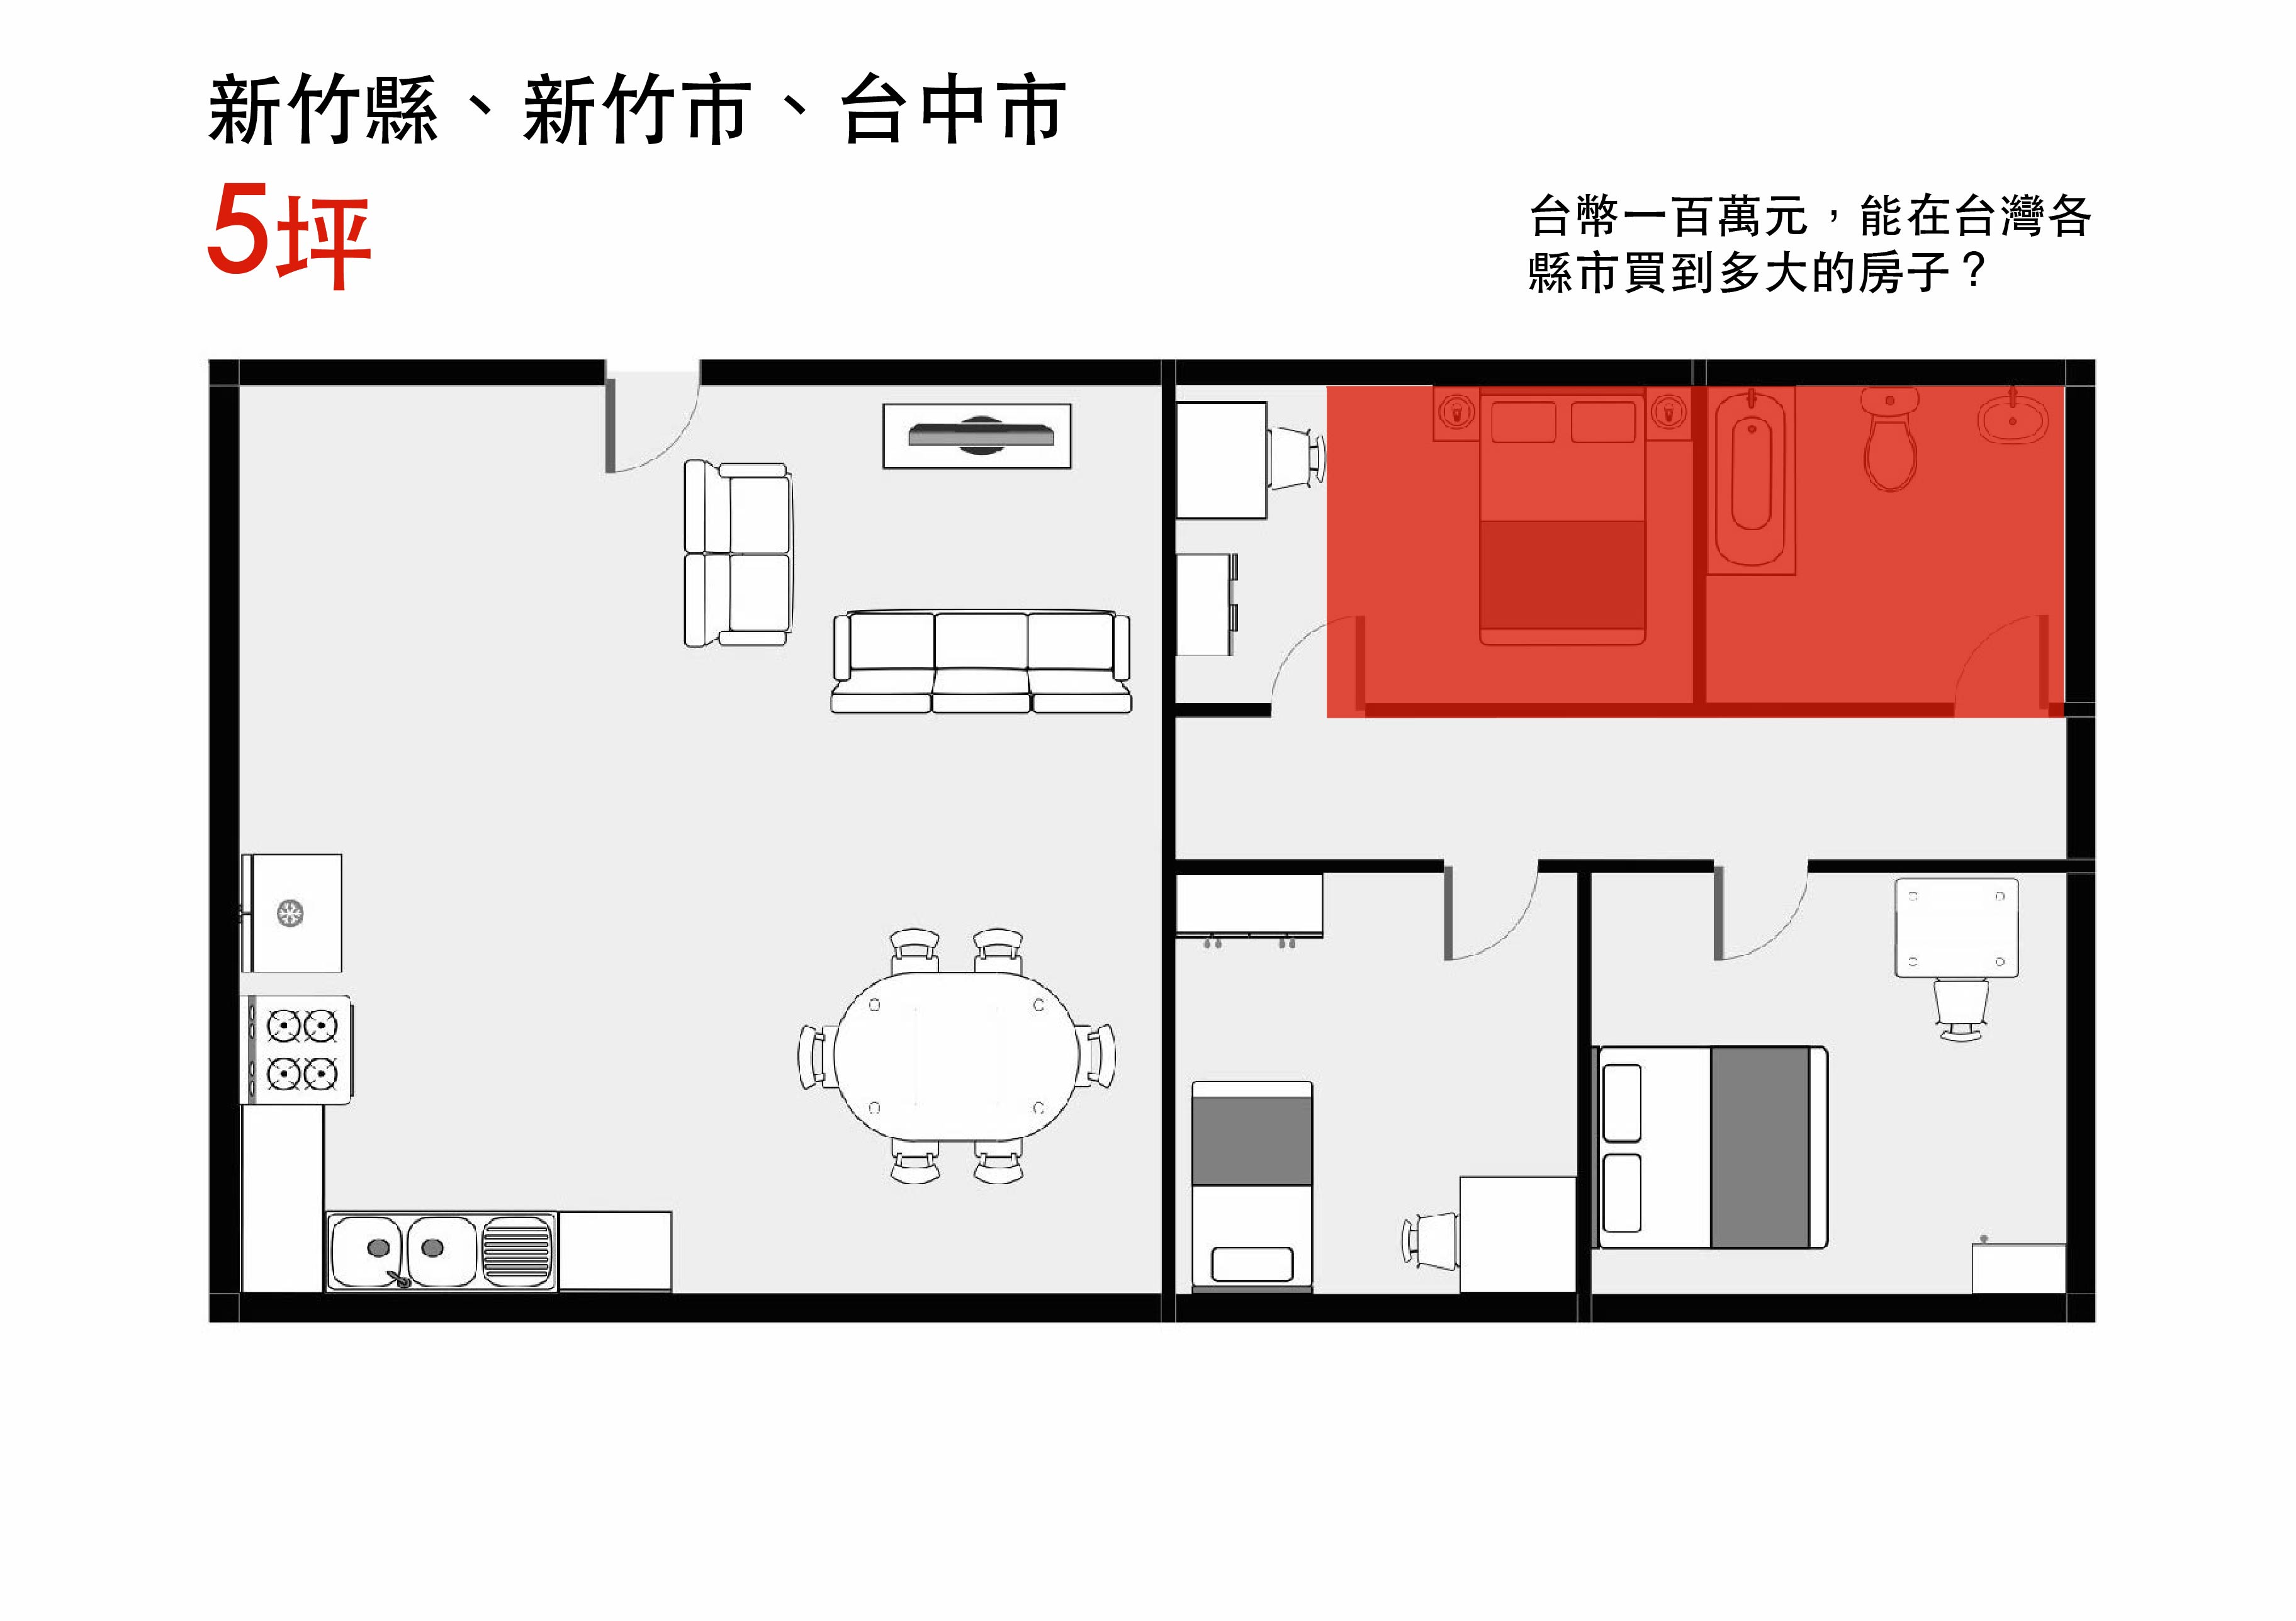 新竹縣、新竹市、台中市
5坪
台幣一百萬元，能在台灣各
縣市買到多大的房子？